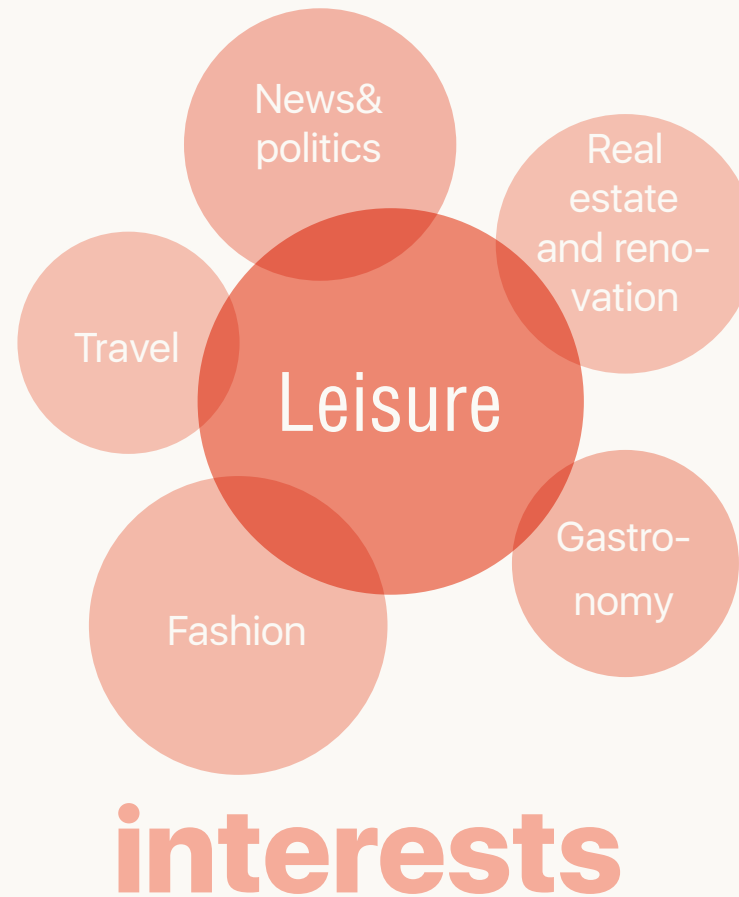 News&
politics
Real
estate
and reno-
vation
Travel
Leisure
Gastro-
nomy
Fashion
interests